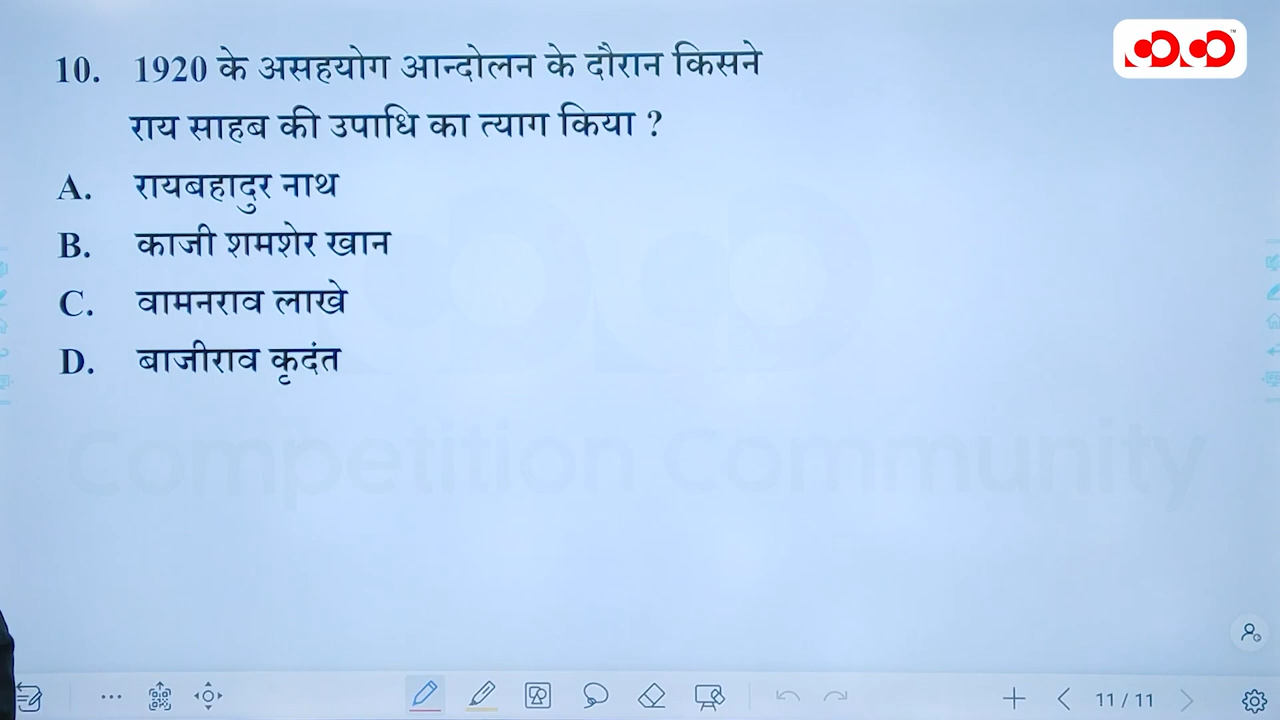 10. 1920 के असहयोग आन्दोलन के दौरान किसने
राय साहब की उपाधि का त्याग किया ?
A. रायबहादुर नाथ
B. काजी शमशेर खान
C. वामनराव लाखे
D. बाजीराव कृदंत
Competition Community
11 / 11